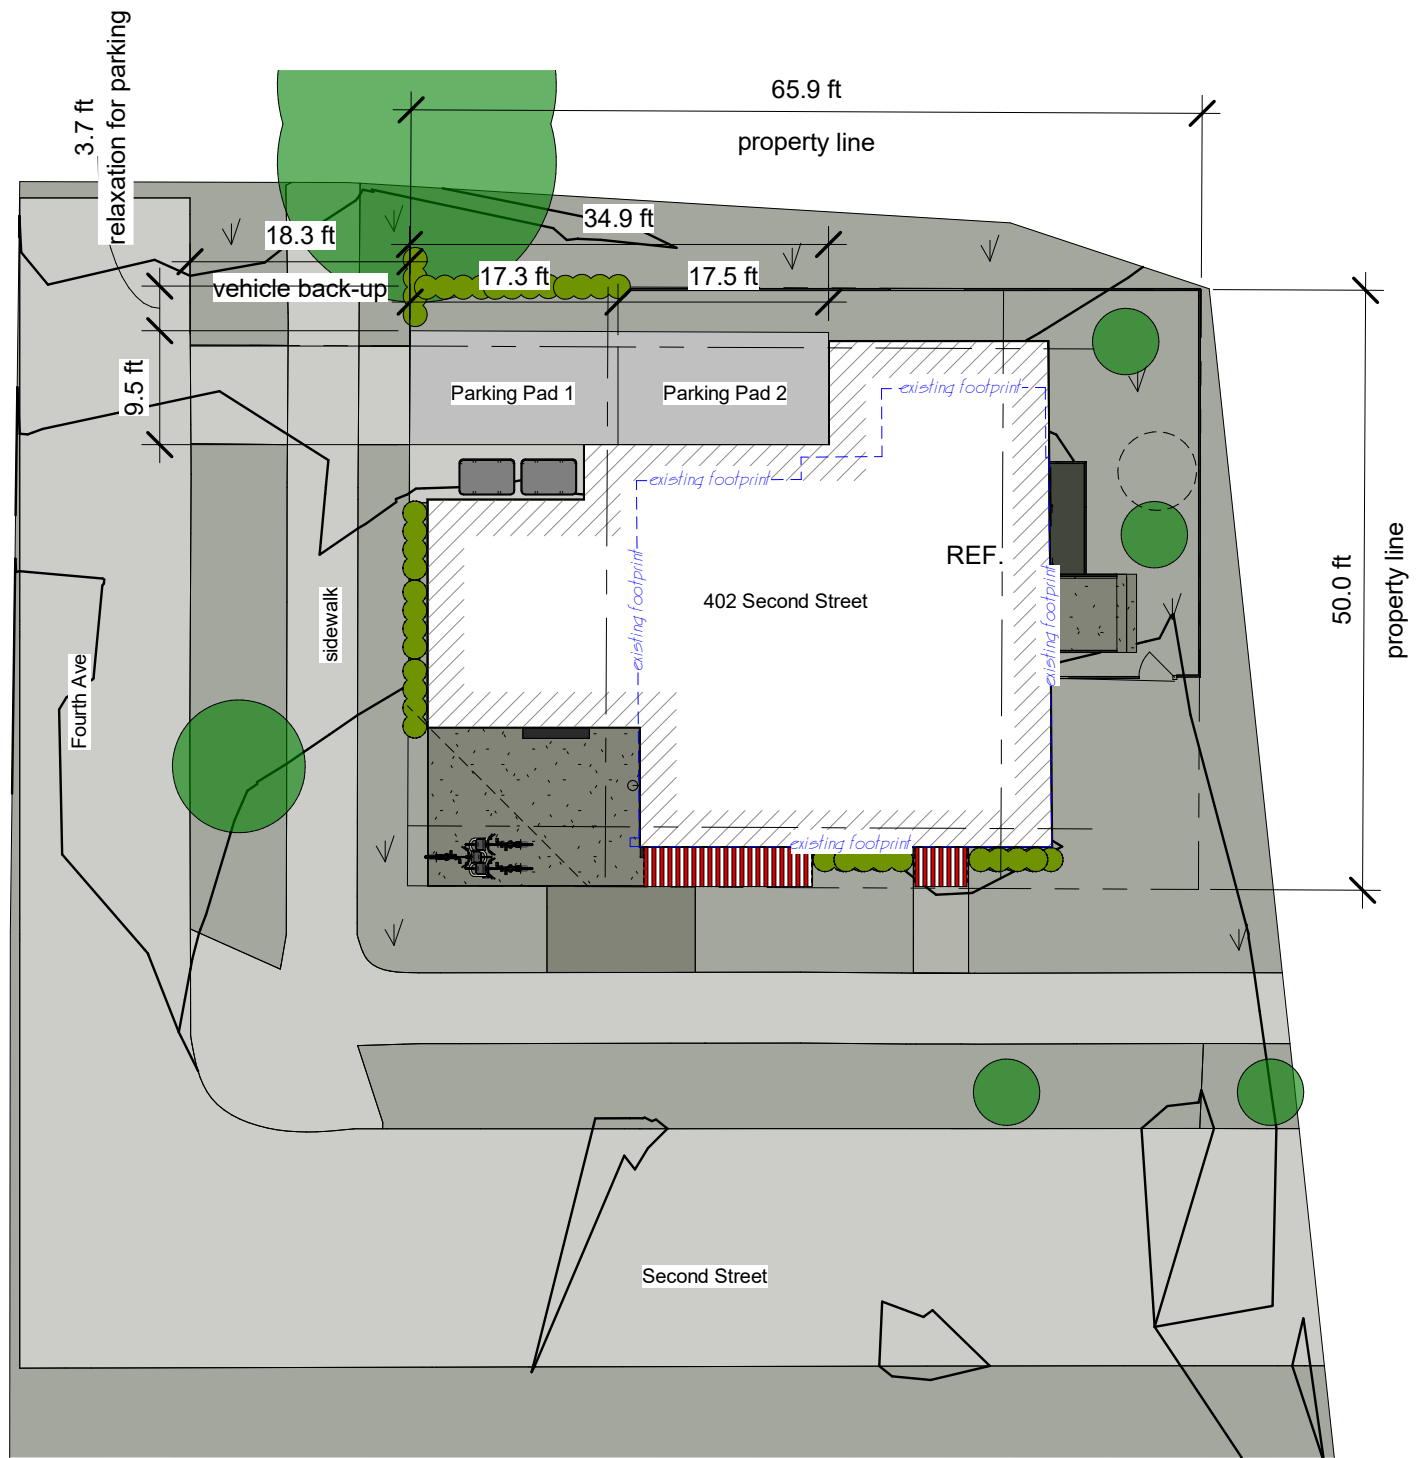 3.7 ft
relaxation for parking
65.9 ft
property line
34.9 ft
18.3 ft
17.3 ft
17.5 ft
vehicle back-up
9.5 ft
Parking Pad 1
Parking Pad 2
existing footprint
existing footprint
existing footprint
REF.
402 Second Street
existing footprint
50.0 ft
property line
sidewalk
Fourth Ave
existing footprint
Second Street